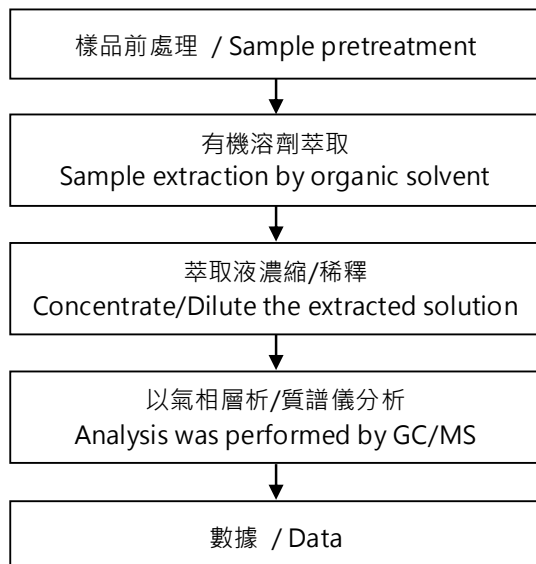 樣品前處理 / Sample pretreatment
有機溶劑萃取
Sample extraction by organic solvent
萃取液濃縮/稀釋
Concentrate/Dilute the extracted solution
以氣相層析/質譜儀分析
Analysis was performed by GC/MS
數據 / Data